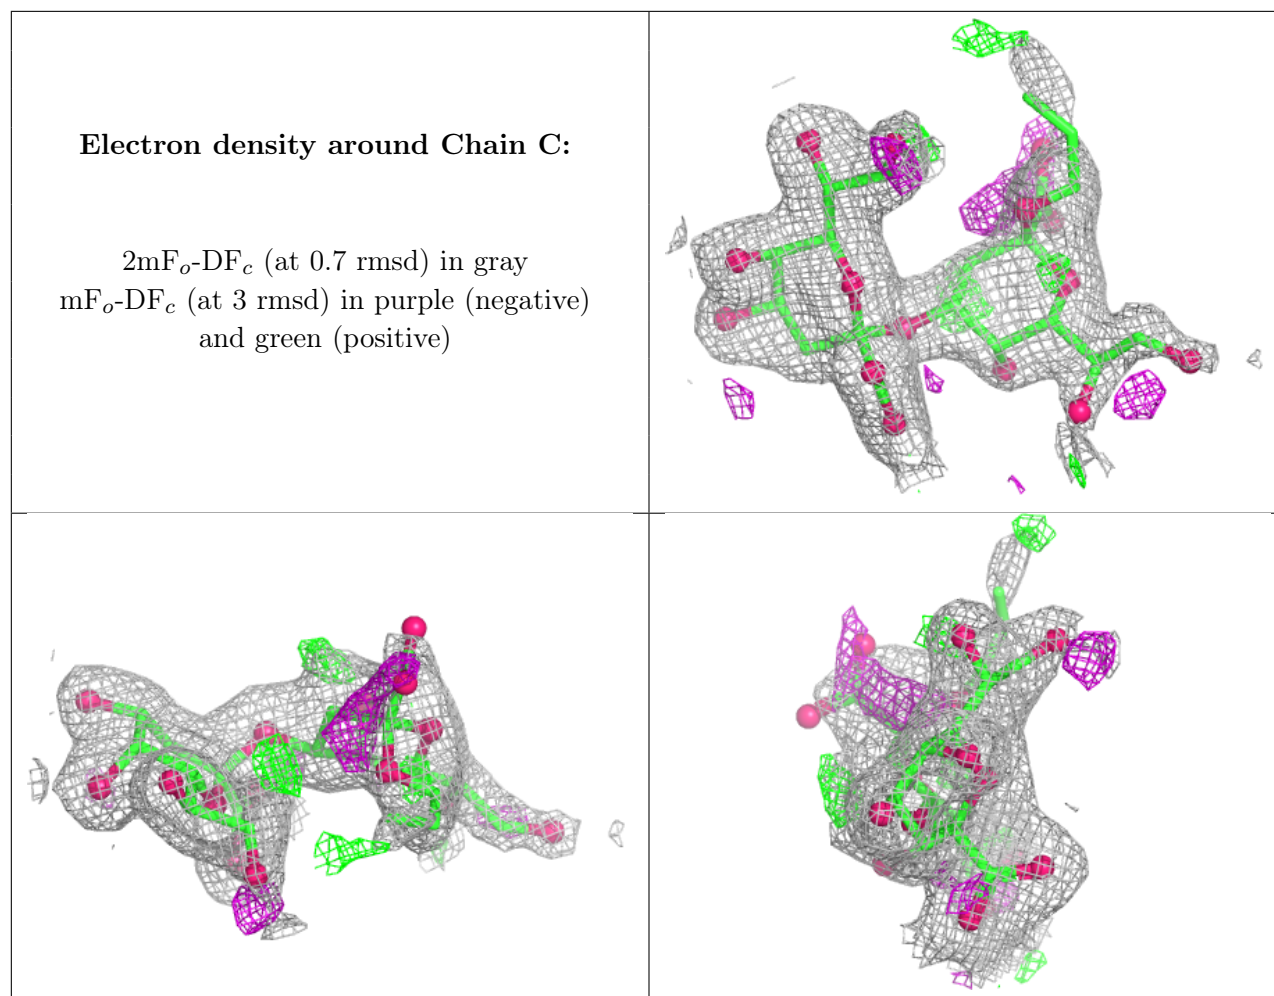 Electron density around Chain C:
2mFo-DFc (at 0.7 rmsd) in gray
mFo-DFc (at 3 rmsd) in purple (negative)
and green (positive)